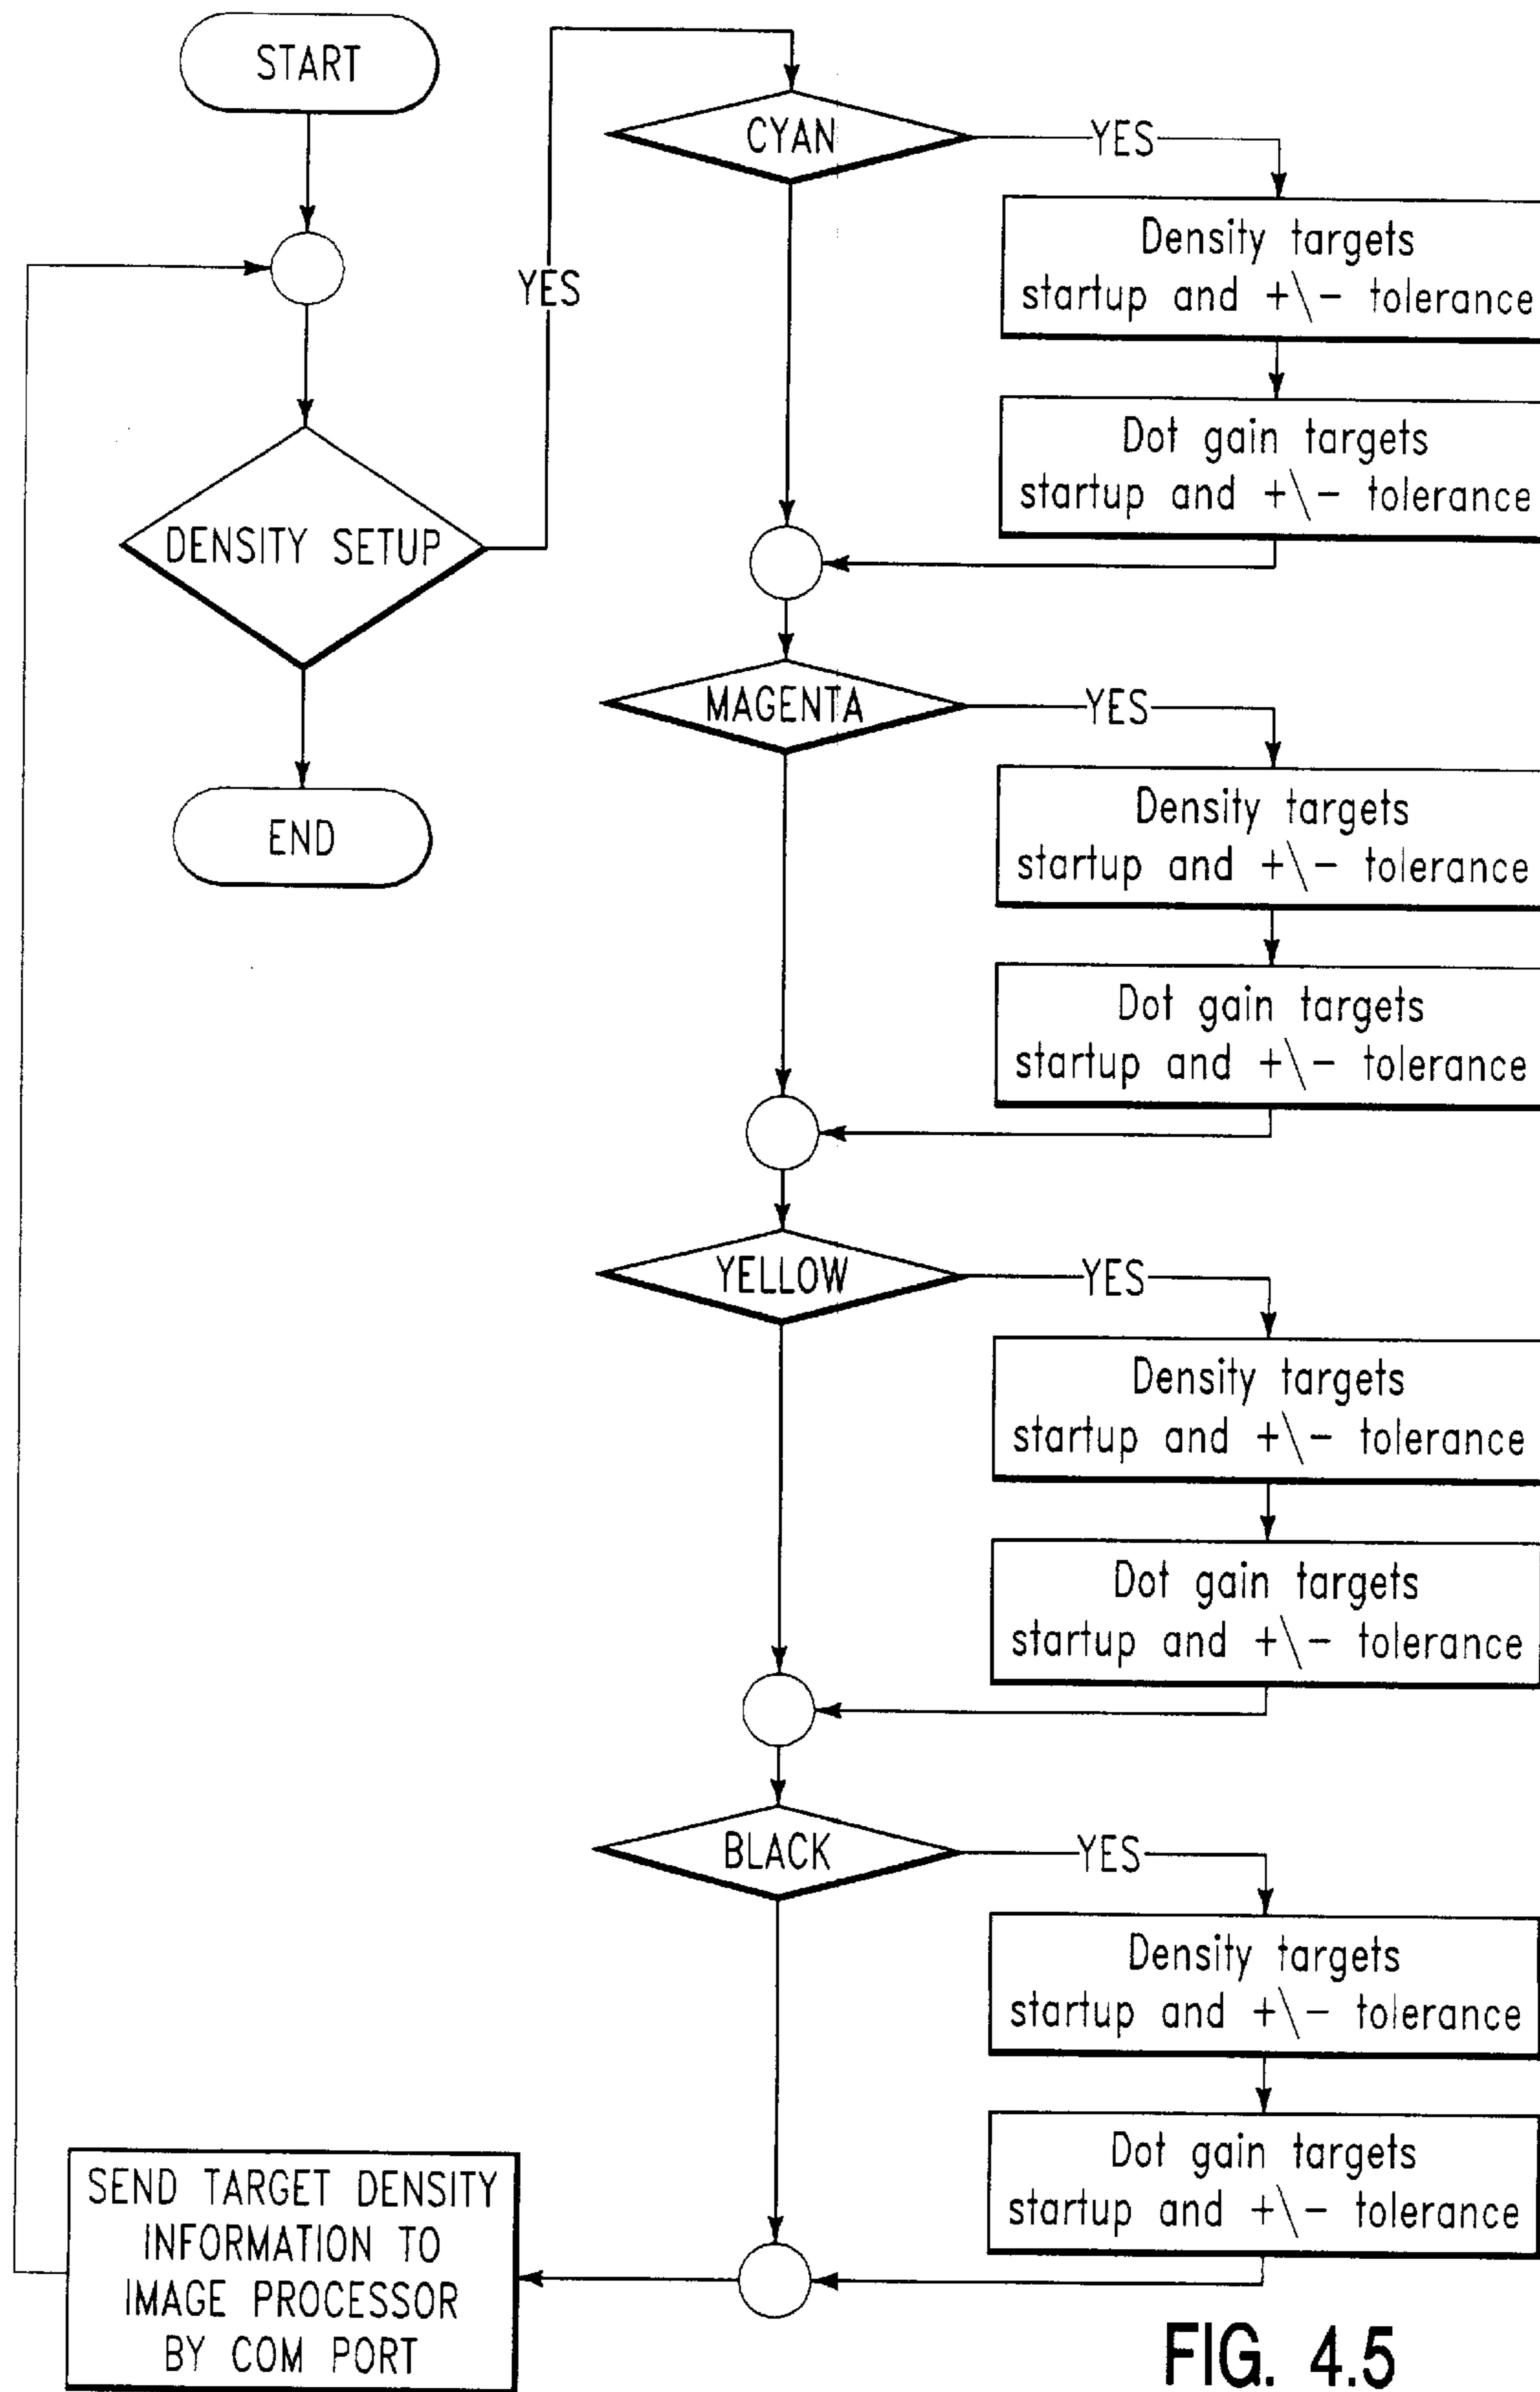 START
YES
DENSITY SETUP
END
CYAN
YES
Density targets
startup and +\- tolerance
Dot gain targets
startup and +\- tolerance
MAGENTA
YES
Density targets
startup and +\- tolerance
Dot gain targets
startup and +\- tolerance
YELLOW
YES
Density targets
startup and +\- tolerance
Dot gain targets
startup and +\- tolerance
BLACK
YES
Density targets
startup and +\- tolerance
Dot gain targets
startup and +\- tolerance
SEND TARGET DENSITY
INFORMATION TO
IMAGE PROCESSOR
BY COM PORT
FIG. 4.5